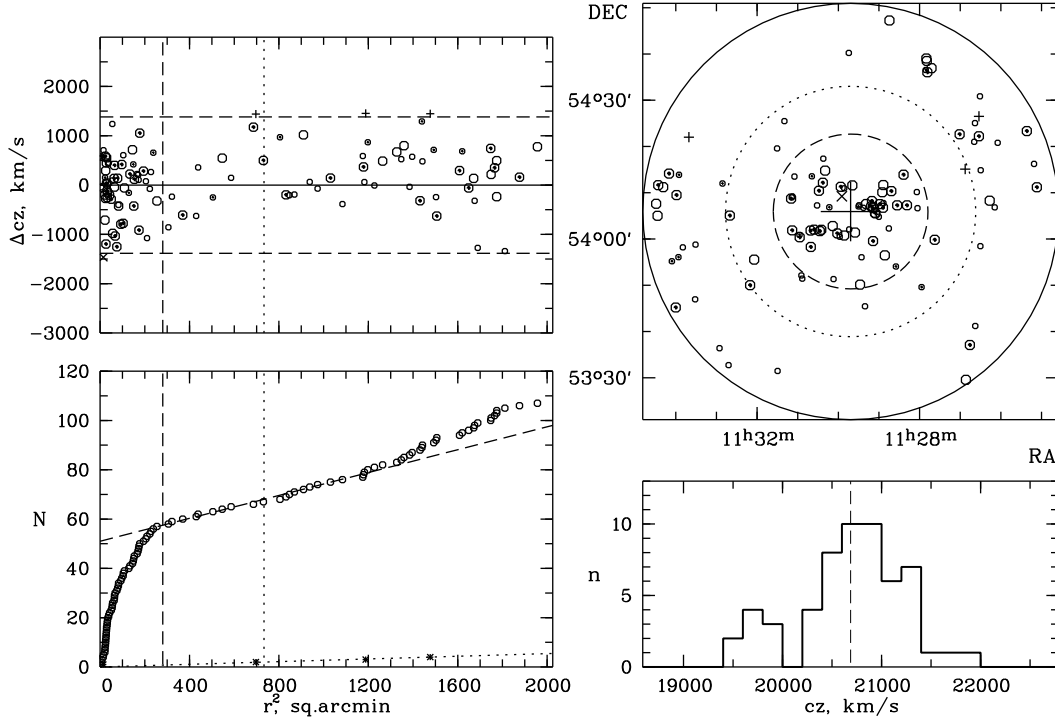 Δcz, km/s
2000
1000
0
−1000
−2000
−3000
N
120
100
80
60
40
20
0
0 400 800 1200 1600 2000
r², sq.arcmin
DEC
54°30′
54°00′
53°30′
11ʰ32ᵐ 11ʰ28ᵐ
RA
n
10
5
0
19000 20000 21000 22000
cz, km/s